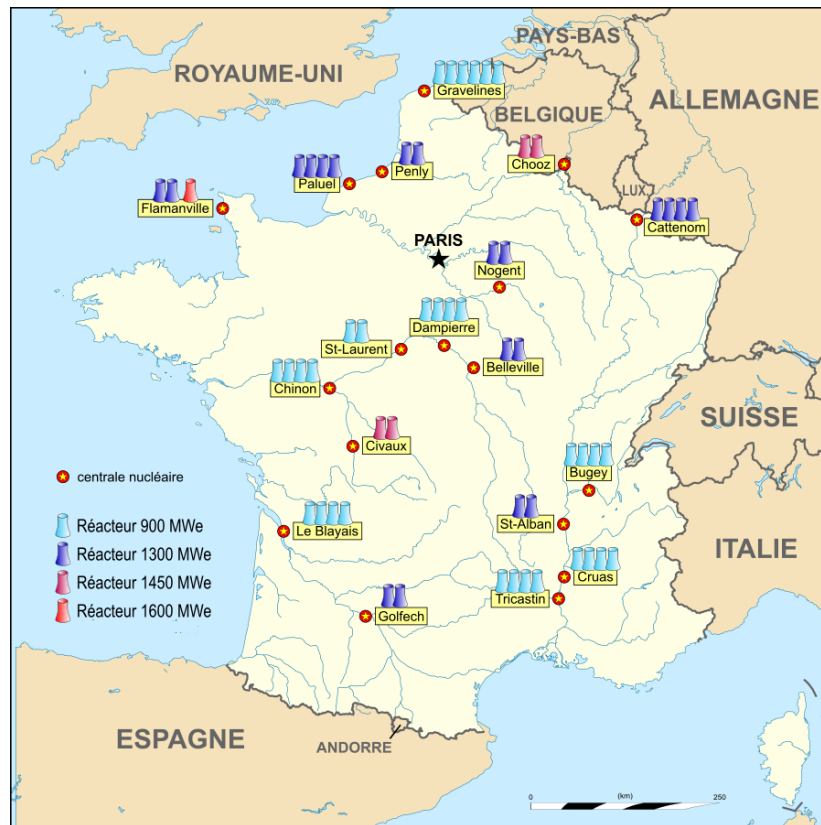 PAYS-BAS
ROYAUME-UNI
Gravelines
ALLEMAGNE
BELGIQUE
Chooz
Penly
Paluel
LUX.
Flamanville
Cattenom
PARIS
Nogent
Dampierre
St-Laurent
Belleville
Chinon
SUISSE
Civaux
Bugey
centrale nucléaire
St-Alban
Le Blayais
Réacteur 900 MWe
Réacteur 1300 MWe
ITALIE
Cruas
Réacteur 1450 MWe
Tricastin
Réacteur 1600 MWe
Golfech
ESPAGNE
ANDORRE
(km)
0
250